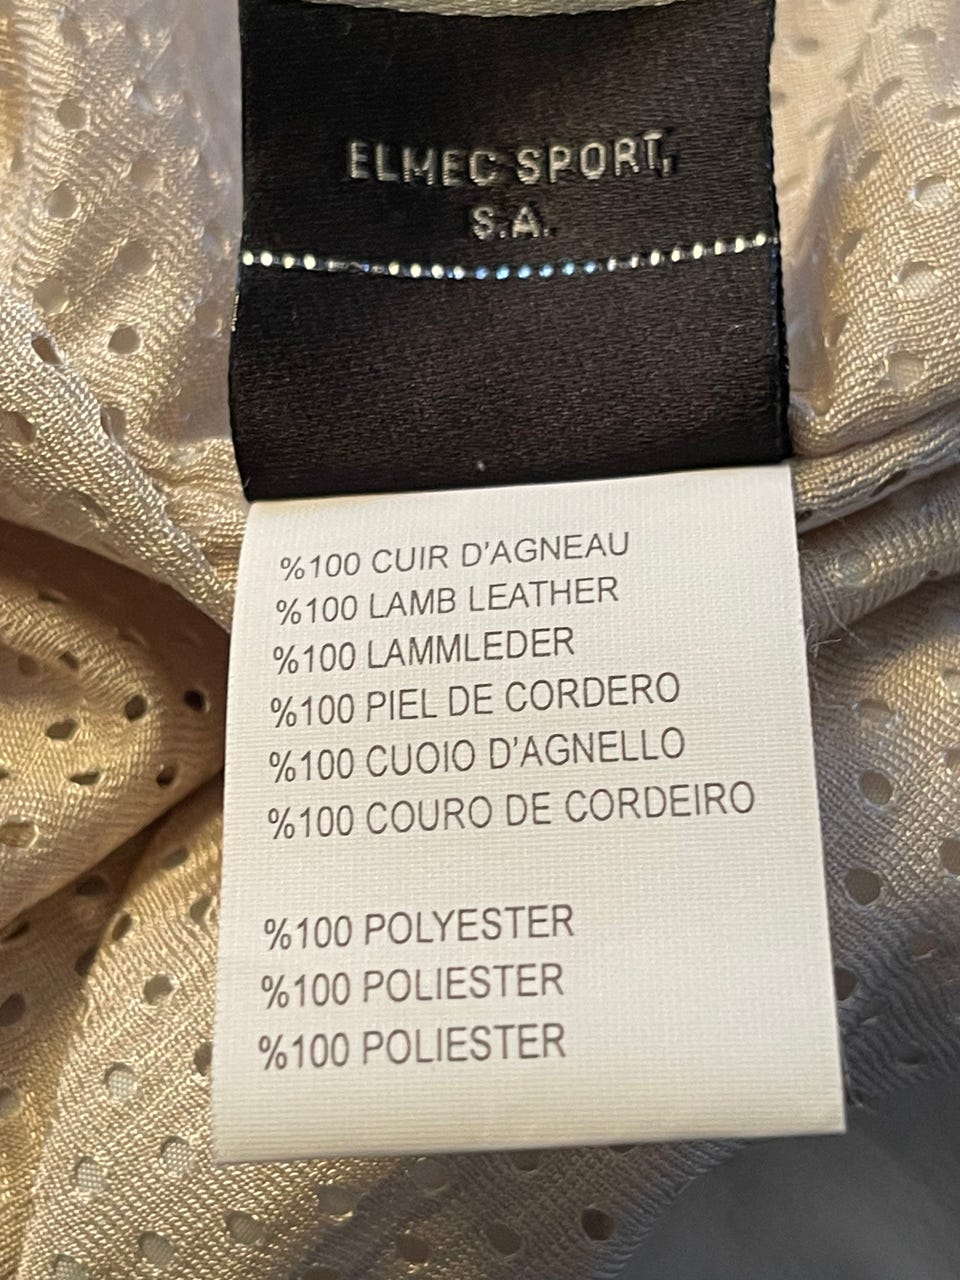 ELMEC SPORT,
S.A.
%100 CUIR D'AGNEAU
%100 LAMB LEATHER
%100 LAMMLEDER
%100 PIEL DE CORDERO
%100 CUOIO D'AGNELLO
%100 COURO DE CORDEIRO
%100 POLYESTER
%100 POLIESTER
%100 POLIESTER